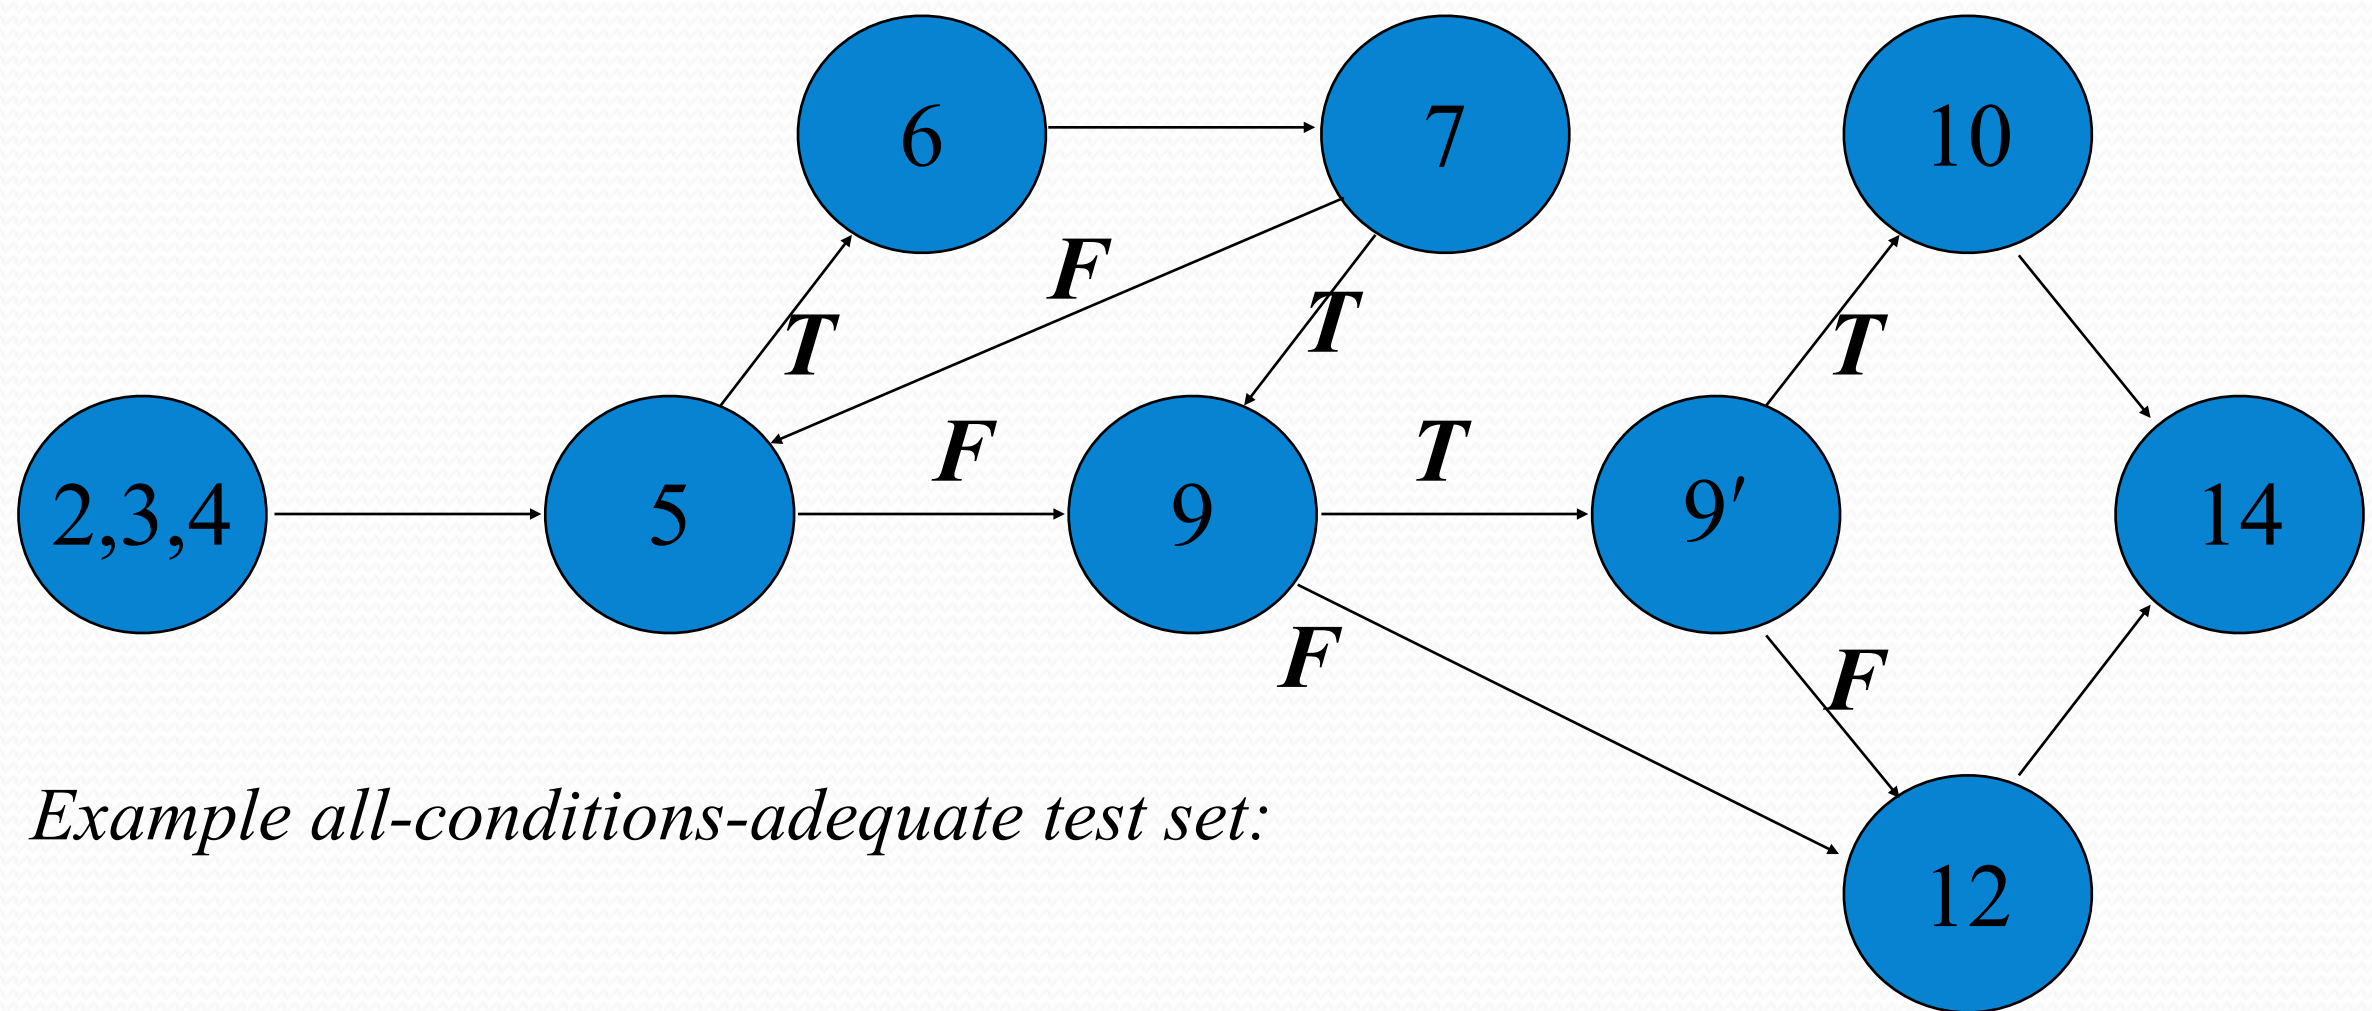 6 7 10
F
T T T
F T
2,3,4 5 9 9′ 14
F F
Example all-conditions-adequate test set:
12